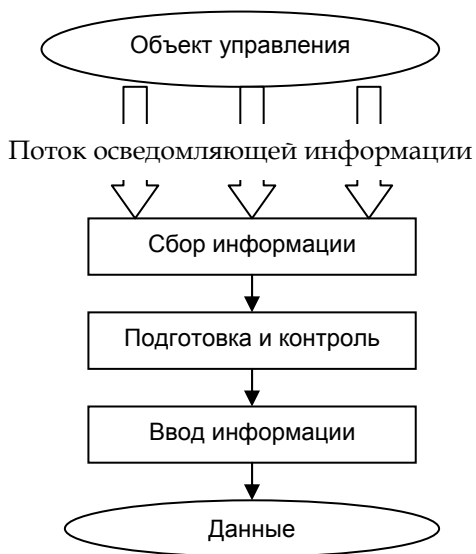 Объект управления
Поток осведомляющей информации
Сбор информации
Подготовка и контроль
Ввод информации
Данные